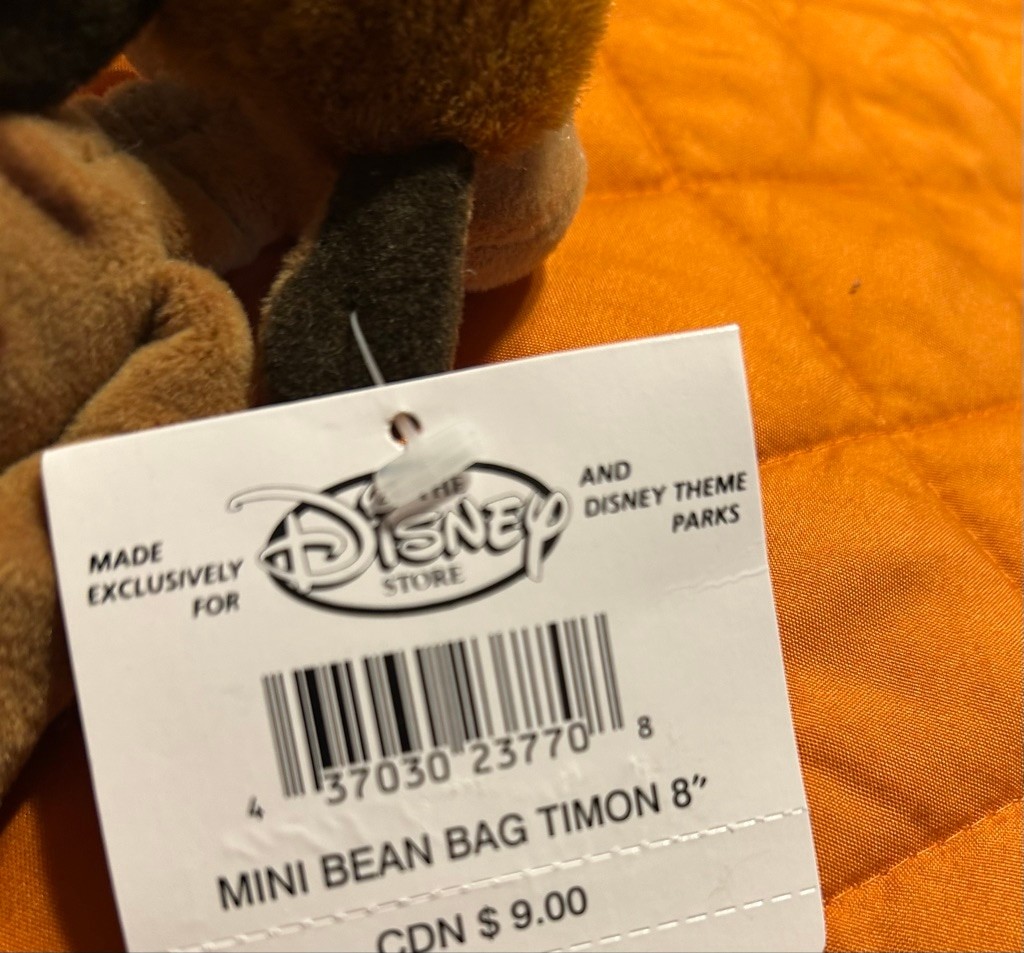 MADE
EXCLUSIVELY
FOR
THE
DISNEY
STORE
AND
DISNEY THEME
PARKS
4 37030 23770 8
MINI BEAN BAG TIMON 8"
CDN $ 9.00